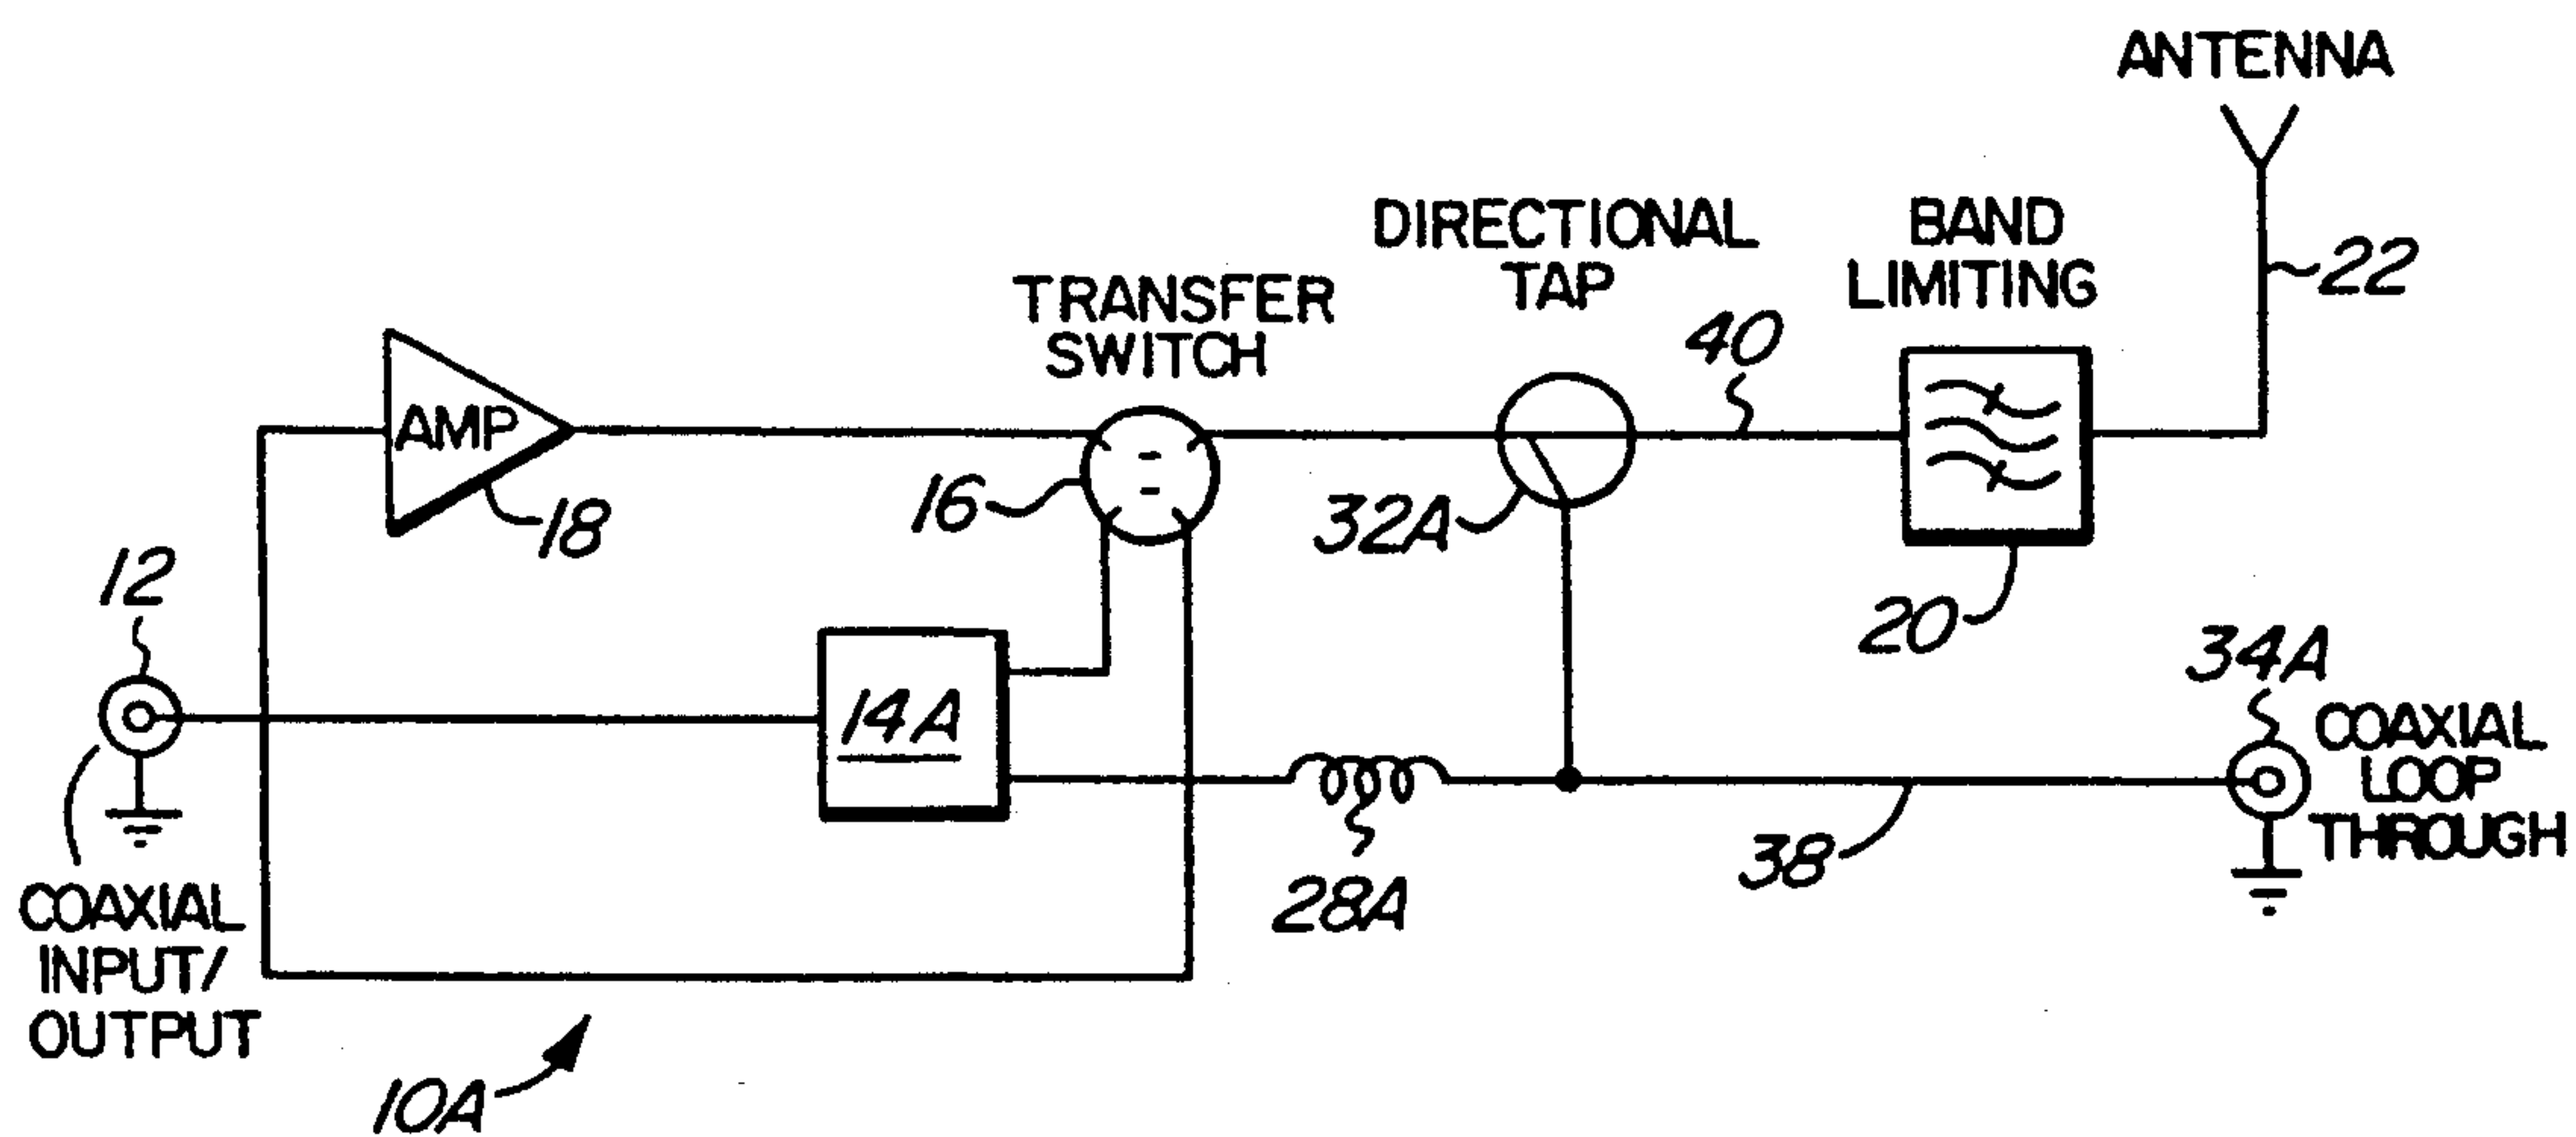 ANTENNA
22
DIRECTIONAL
TAP
BAND
LIMITING
40
TRANSFER
SWITCH
AMP
18
16
32A
20
12
14A
34A
COAXIAL
LOOP
THROUGH
38
28A
COAXIAL
INPUT/
OUTPUT
10A